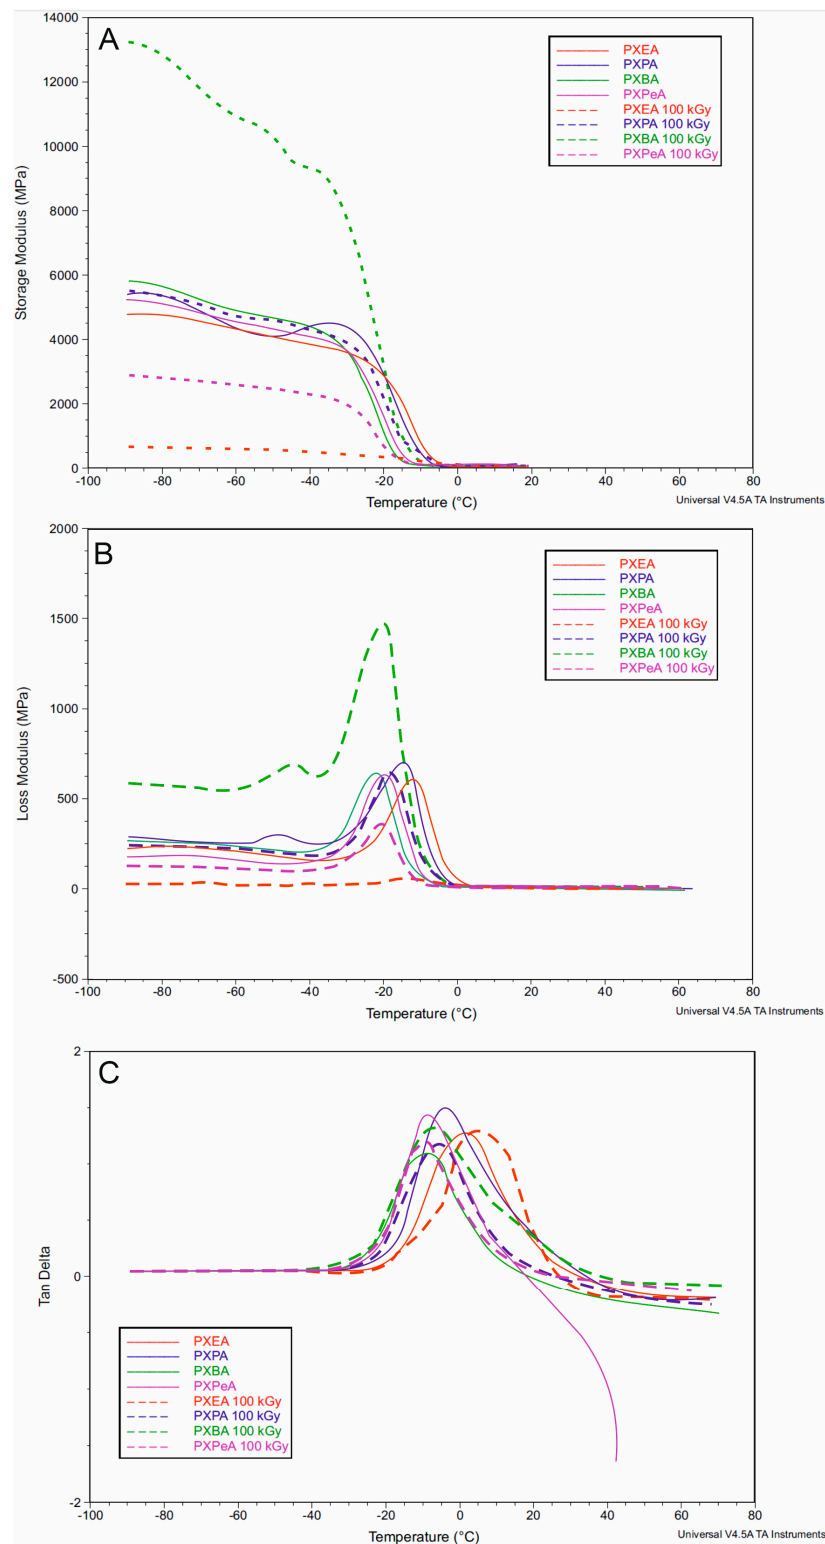 A
14000
12000
10000
8000
6000
4000
2000
0
Storage Modulus (MPa)
PXEA
PXPA
PXBA
PXPeA
PXEA 100 kGy
PXPA 100 kGy
PXBA 100 kGy
PXPeA 100 kGy
-100 -80 -60 -40 -20 0 20 40 60 80
Temperature (°C)
Universal V4.5A TA Instruments
B
2000
1500
1000
500
0
-500
Loss Modulus (MPa)
PXEA
PXPA
PXBA
PXPeA
PXEA 100 kGy
PXPA 100 kGy
PXBA 100 kGy
PXPeA 100 kGy
-100 -80 -60 -40 -20 0 20 40 60 80
Temperature (°C)
Universal V4.5A TA Instruments
C
2
0
-2
Tan Delta
PXEA
PXPA
PXBA
PXPeA
PXEA 100 kGy
PXPA 100 kGy
PXBA 100 kGy
PXPeA 100 kGy
-100 -80 -60 -40 -20 0 20 40 60 80
Temperature (°C)
Universal V4.5A TA Instruments